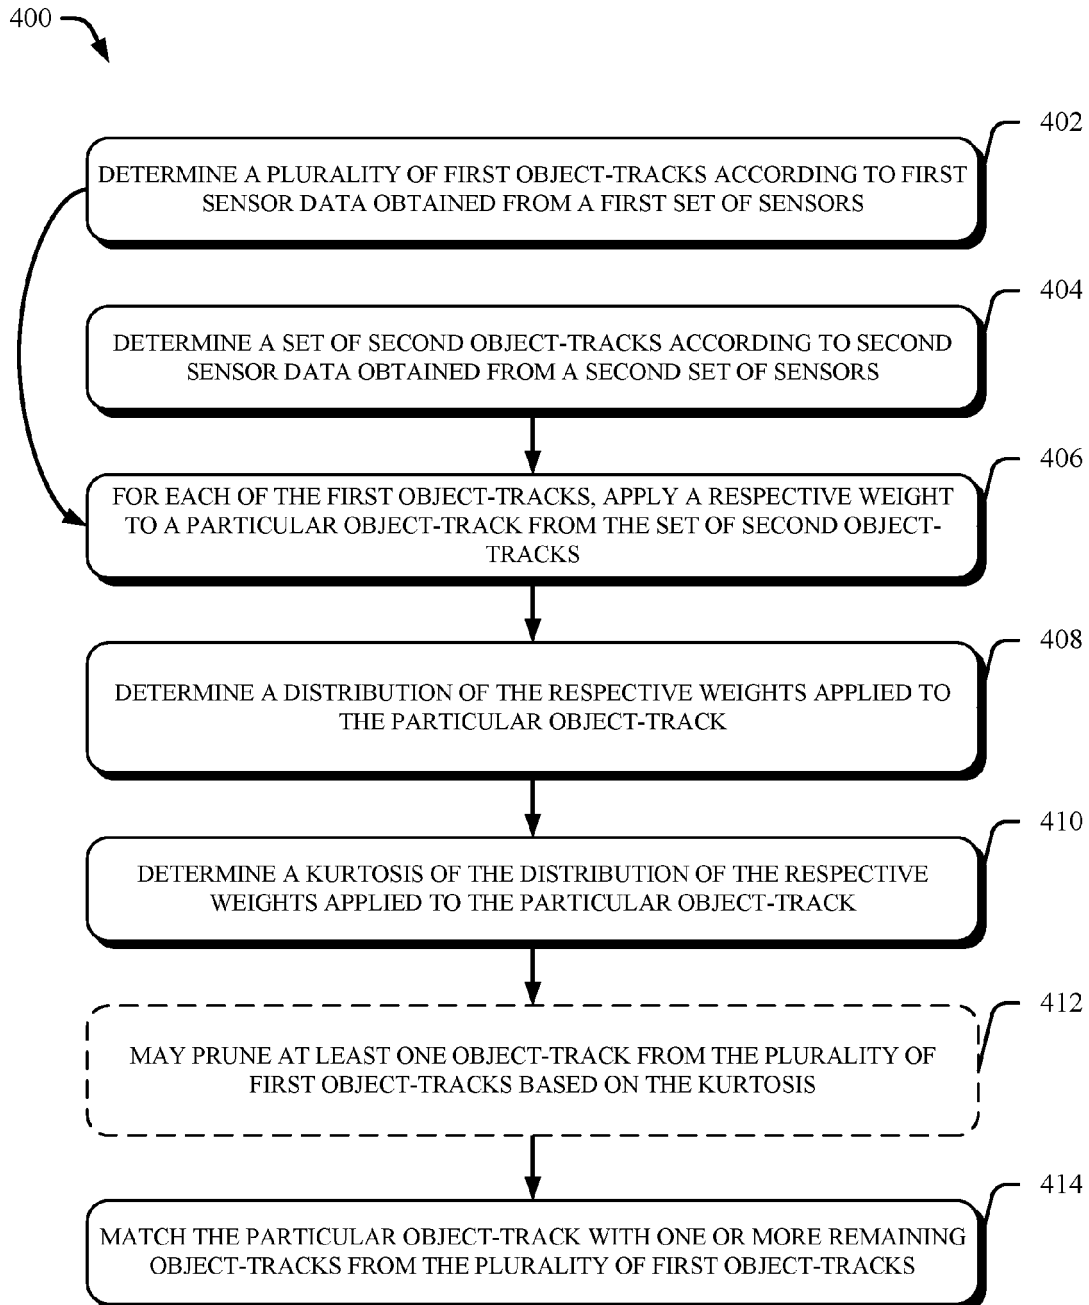 400
402
DETERMINE A PLURALITY OF FIRST OBJECT-TRACKS ACCORDING TO FIRST
SENSOR DATA OBTAINED FROM A FIRST SET OF SENSORS
404
DETERMINE A SET OF SECOND OBJECT-TRACKS ACCORDING TO SECOND
SENSOR DATA OBTAINED FROM A SECOND SET OF SENSORS
406
FOR EACH OF THE FIRST OBJECT-TRACKS, APPLY A RESPECTIVE WEIGHT
TO A PARTICULAR OBJECT-TRACK FROM THE SET OF SECOND OBJECT-
TRACKS
408
DETERMINE A DISTRIBUTION OF THE RESPECTIVE WEIGHTS APPLIED TO
THE PARTICULAR OBJECT-TRACK
410
DETERMINE A KURTOSIS OF THE DISTRIBUTION OF THE RESPECTIVE
WEIGHTS APPLIED TO THE PARTICULAR OBJECT-TRACK
412
MAY PRUNE AT LEAST ONE OBJECT-TRACK FROM THE PLURALITY OF
FIRST OBJECT-TRACKS BASED ON THE KURTOSIS
414
MATCH THE PARTICULAR OBJECT-TRACK WITH ONE OR MORE REMAINING
OBJECT-TRACKS FROM THE PLURALITY OF FIRST OBJECT-TRACKS